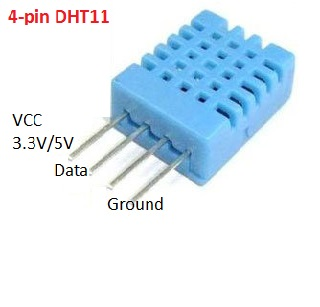 4-pin DHT11
VCC
3.3V/5V
Data
Ground